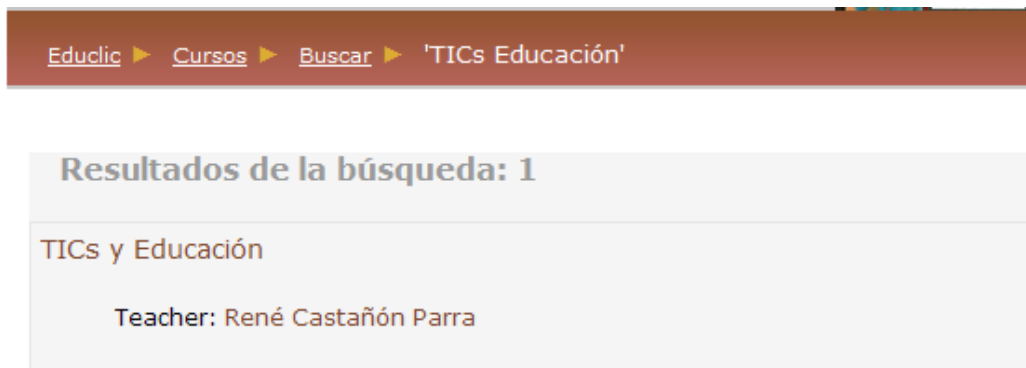 Educlic ► Cursos ► Buscar ► 'TICs Educación'
Resultados de la búsqueda: 1
TICs y Educación
Teacher: René Castañón Parra